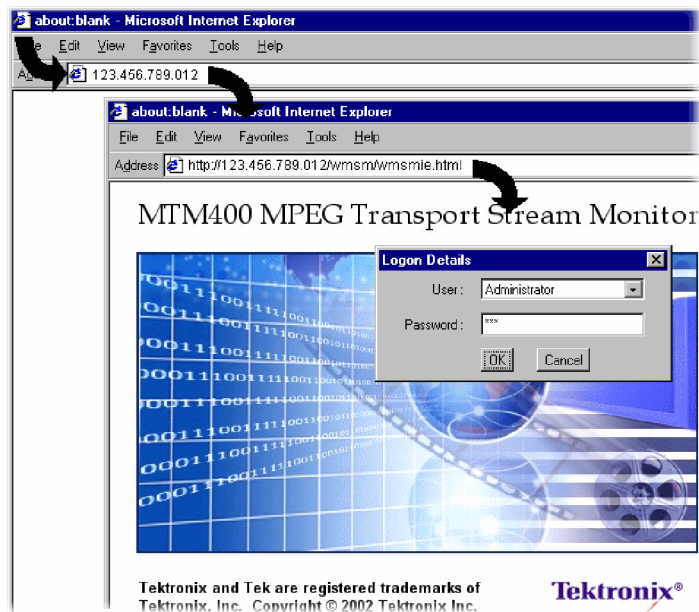 about:blank - Microsoft Internet Explorer
Edit View Favorites Tools Help
123.456.789.012
about:blank - Microsoft Internet Explorer
File Edit View Favorites Tools Help
Address http://123.456.789.012/wmsm/wmsmie.html
MTM400 MPEG Transport Stream Monitor
Logon Details
User : Administrator
Password : ***
OK Cancel
Tektronix and Tek are registered trademarks of
Tektronix, Inc. Copyright © 2002 Tektronix Inc.
Tektronix®